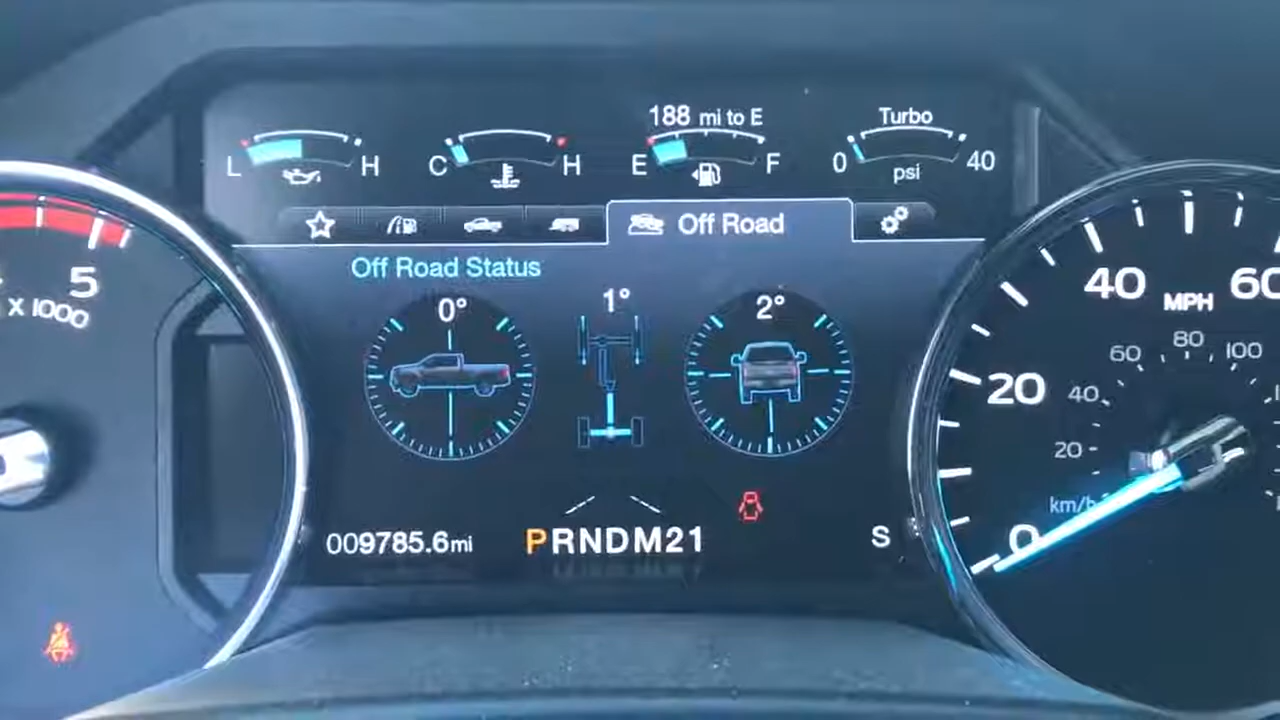 188 mi to E
Turbo
L H
C H
E F
0 40
psi
Off Road
Off Road Status
0°
1°
2°
009785.6mi
PRNDM21
S
5
x 1000
0
20
40
60
MPH
20
40
60
80
100
km/h